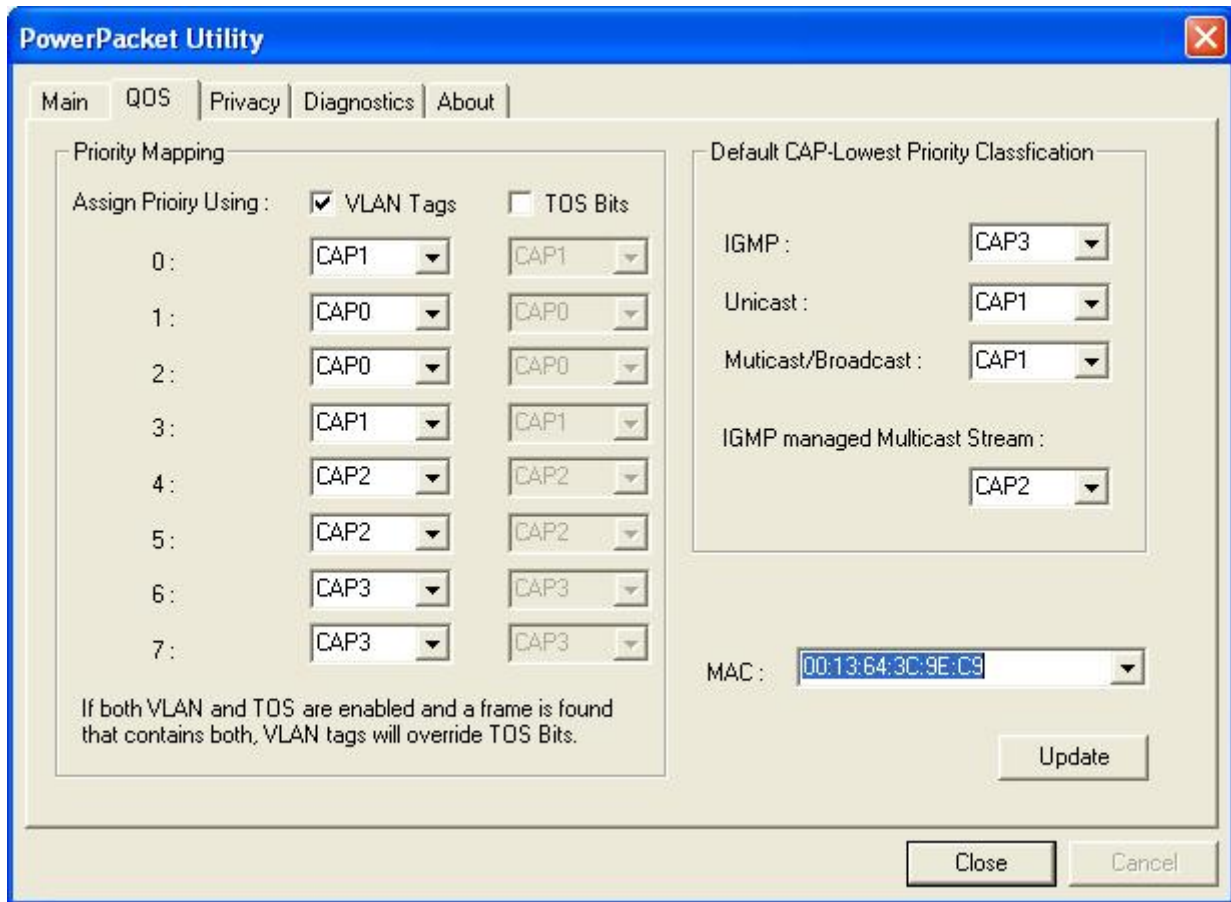 PowerPacket Utility
Main QOS Privacy Diagnostics About
Priority Mapping
Assign Prioiry Using : VLAN Tags TOS Bits
0 : CAP1 CAP1
1 : CAP0 CAP0
2 : CAP0 CAP0
3 : CAP1 CAP1
4 : CAP2 CAP2
5 : CAP2 CAP2
6 : CAP3 CAP3
7 : CAP3 CAP3
If both VLAN and TOS are enabled and a frame is found
that contains both, VLAN tags will override TOS Bits.
Default CAP-Lowest Priority Classfication
IGMP : CAP3
Unicast : CAP1
Muticast/Broadcast : CAP1
IGMP managed Multicast Stream :
CAP2
MAC : 00:13:64:3C:9E:C9
Update
Close Cancel